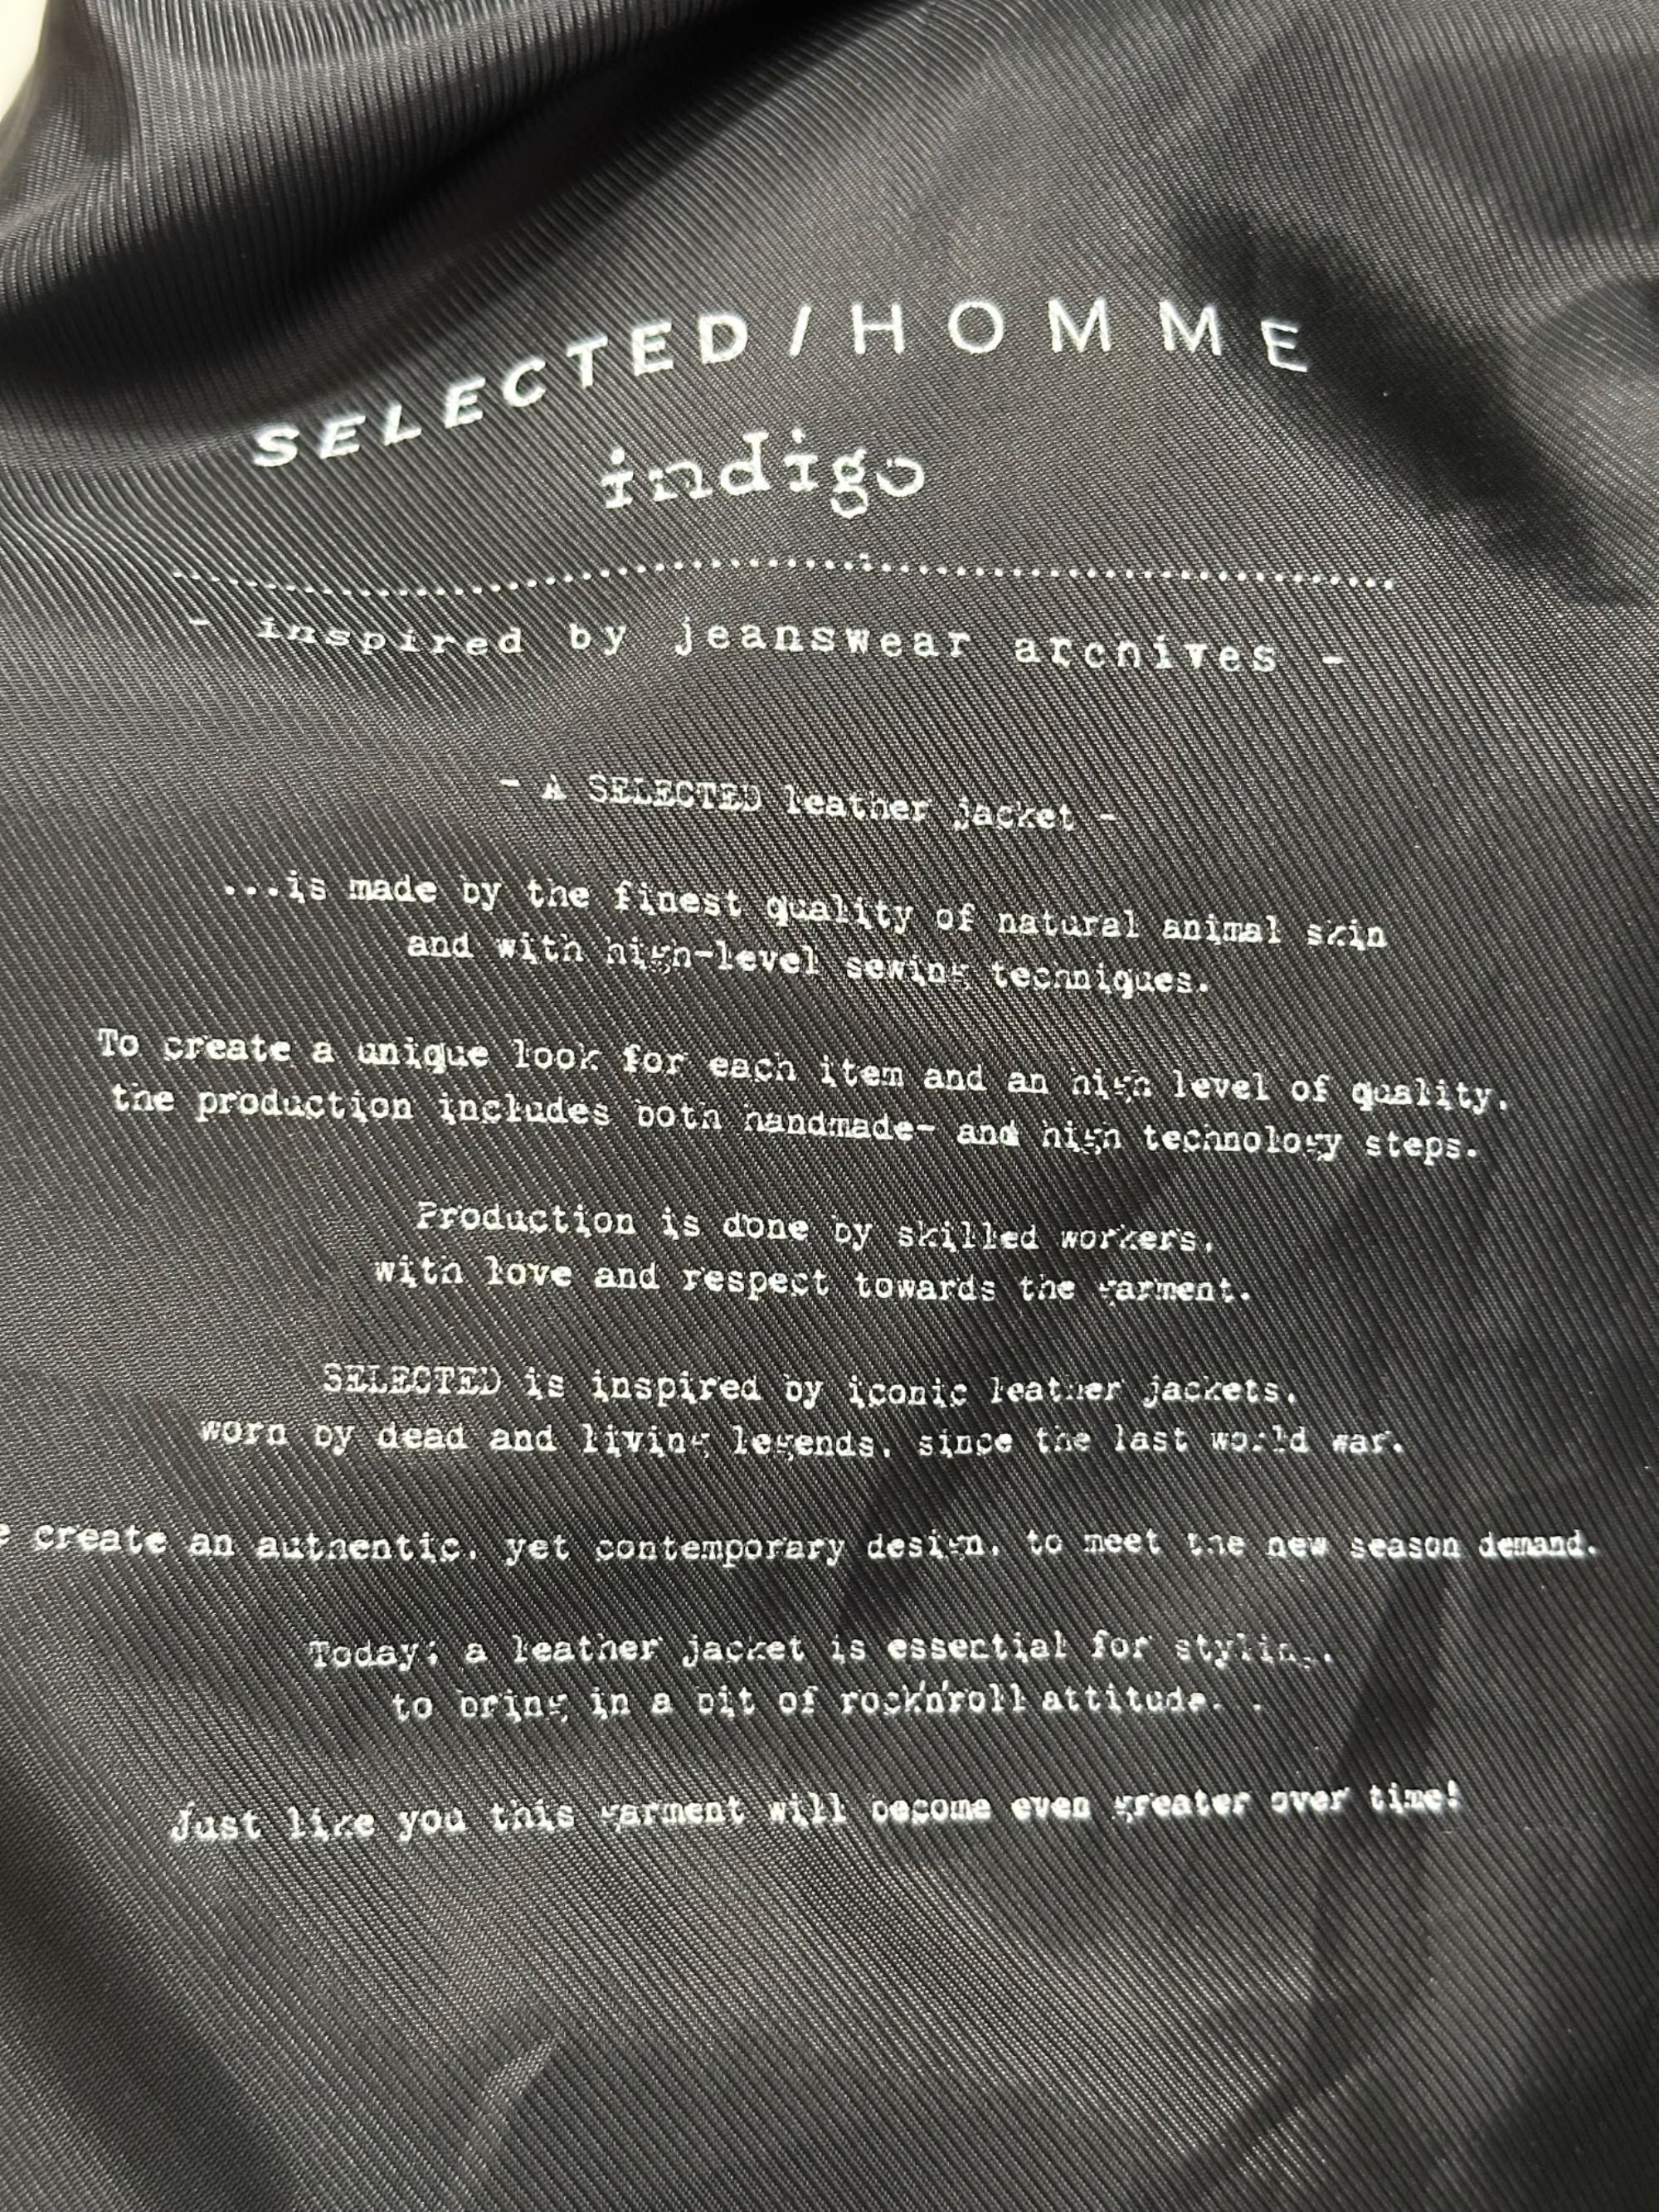 SELECTED/HOMME
indigo
- inspired by jeanswear archives -
- A SELECTED leather jacket -
...is made by the finest quality of natural animal skin
and with high-level sewing techniques.
To create a unique look for each item and an high level of quality,
the production includes both handmade- and high technology steps.
Production is done by skilled workers,
with love and respect towards the garment.
SELECTED is inspired by iconic leather jackets,
worn by dead and living legends, since the last world war.
create an authentic, yet contemporary design, to meet the new season demand.
Today; a leather jacket is essential for styling,
to bring in a bit of rock'n'roll attitude. .
Just like you this garment will become even greater over time!